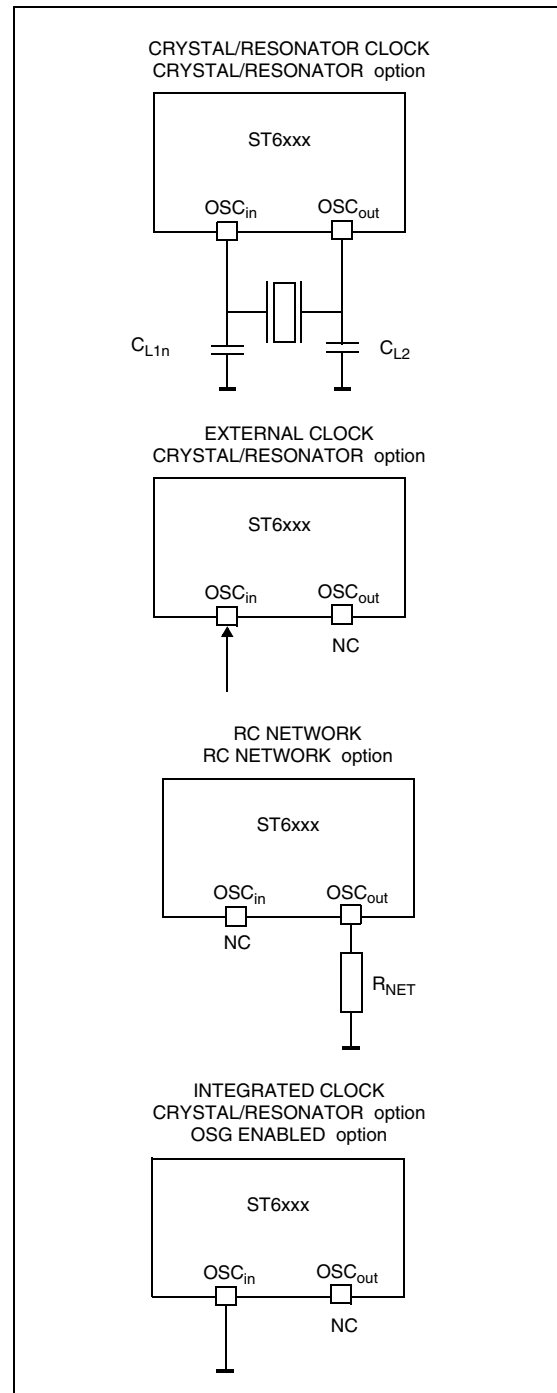 CRYSTAL/RESONATOR CLOCK
CRYSTAL/RESONATOR option
ST6xxx
OSCin OSCout
CL1n CL2
EXTERNAL CLOCK
CRYSTAL/RESONATOR option
ST6xxx
OSCin OSCout
NC
RC NETWORK
RC NETWORK option
ST6xxx
OSCin OSCout
NC
RNET
INTEGRATED CLOCK
CRYSTAL/RESONATOR option
OSG ENABLED option
ST6xxx
OSCin OSCout
NC